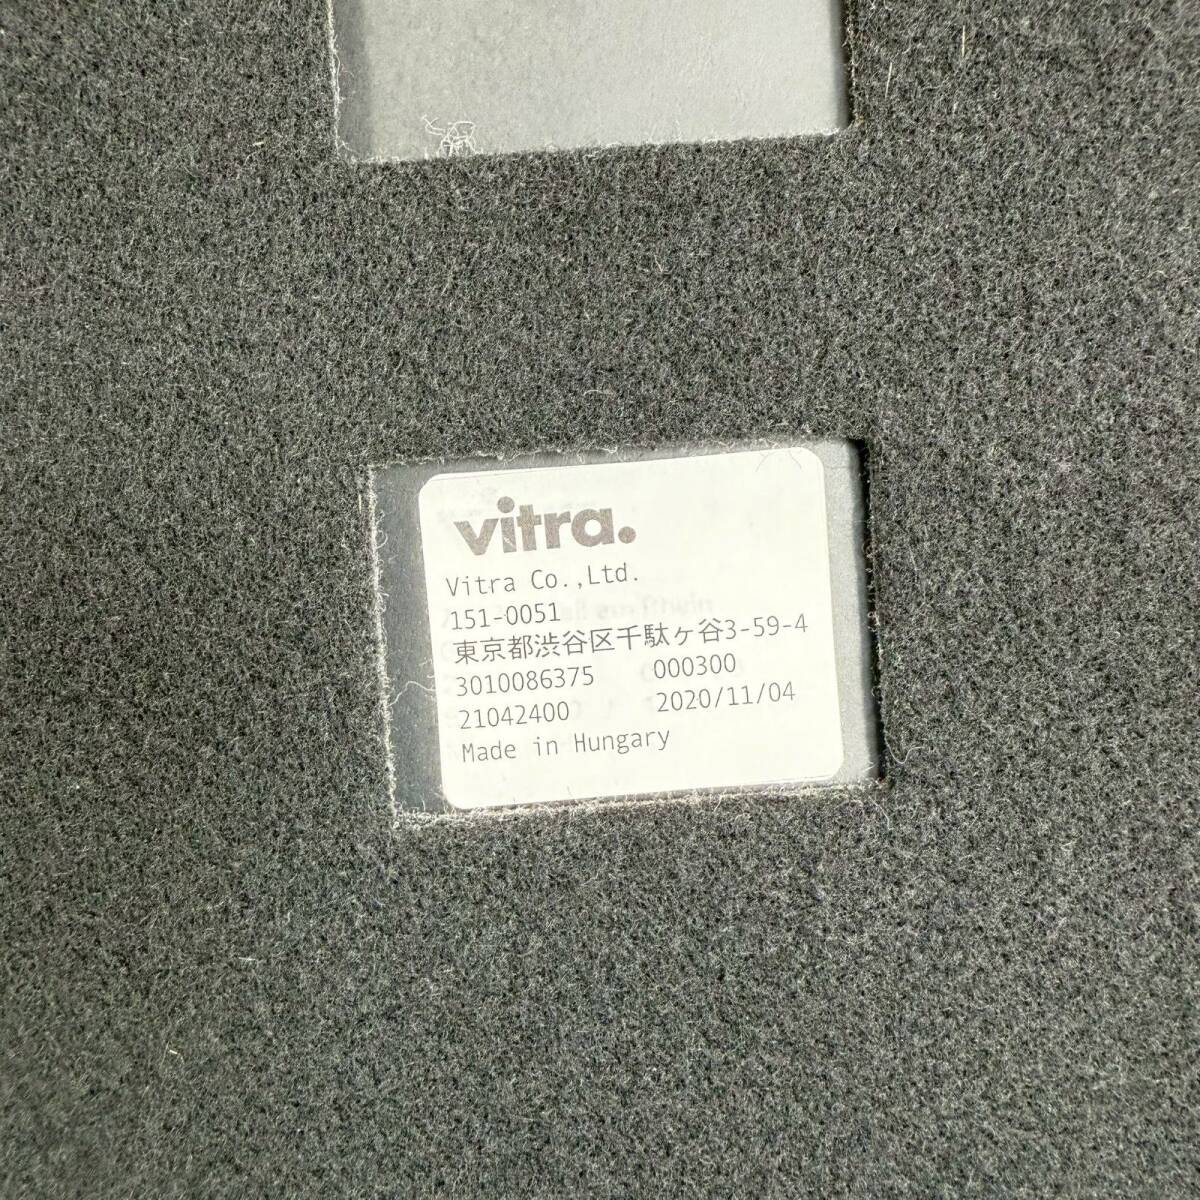 vitra.
Vitra Co.,Ltd.
151-0051
東京都渋谷区千駄ヶ谷3-59-4
3010086375 000300
21042400 2020/11/04
Made in Hungary